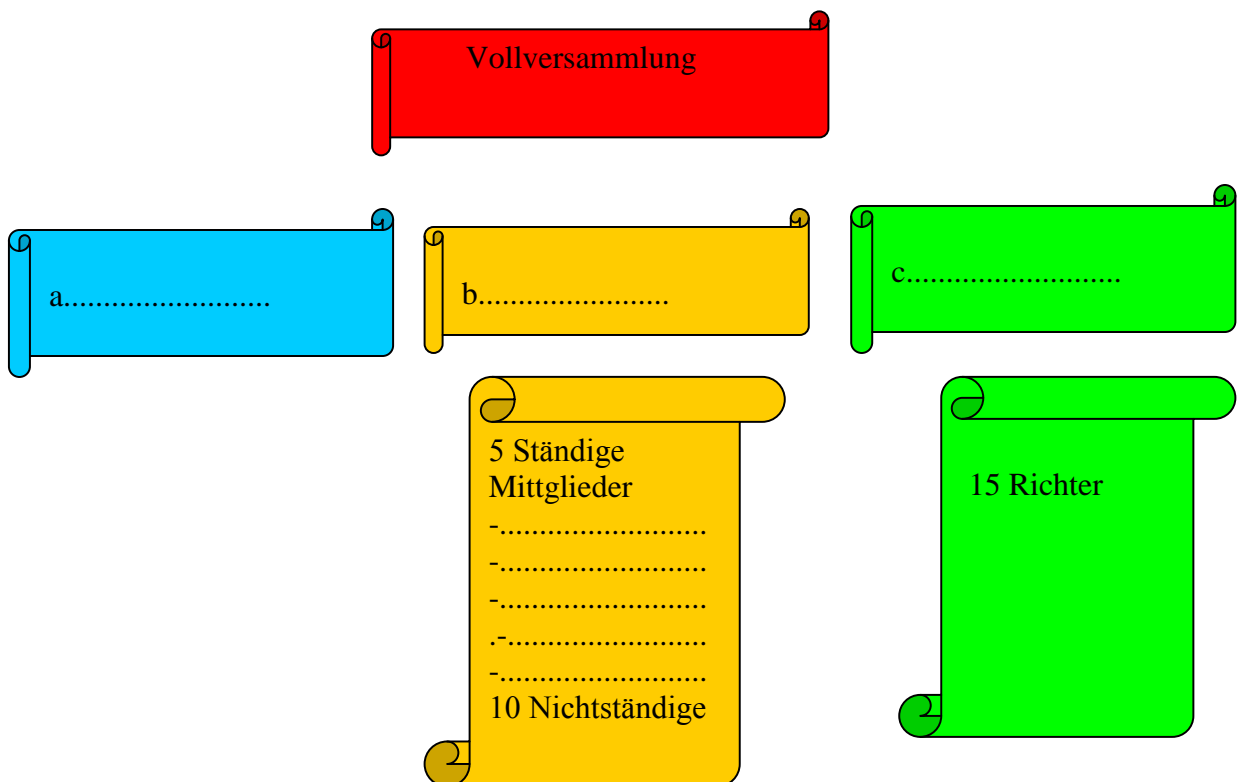 Vollversammlung
a..........................
b........................
c...........................
5 Ständige
Mittglieder
-..........................
-..........................
-..........................
.-.........................
-..........................
10 Nichtständige
15 Richter